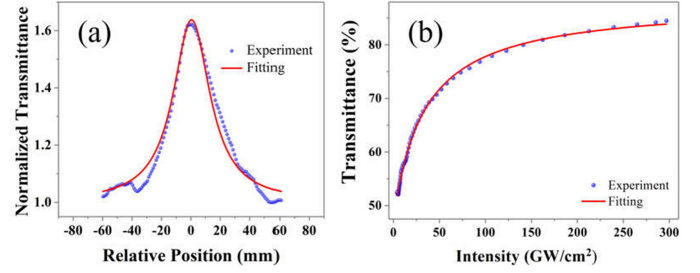 (a)
Normalized Transmittance
1.6
1.4
1.2
1.0
Experiment
Fitting
-80 -60 -40 -20 0 20 40 60 80
Relative Position (mm)
(b)
Transmittance (%)
80
70
60
50
Experiment
Fitting
0 50 100 150 200 250 300
Intensity (GW/cm²)